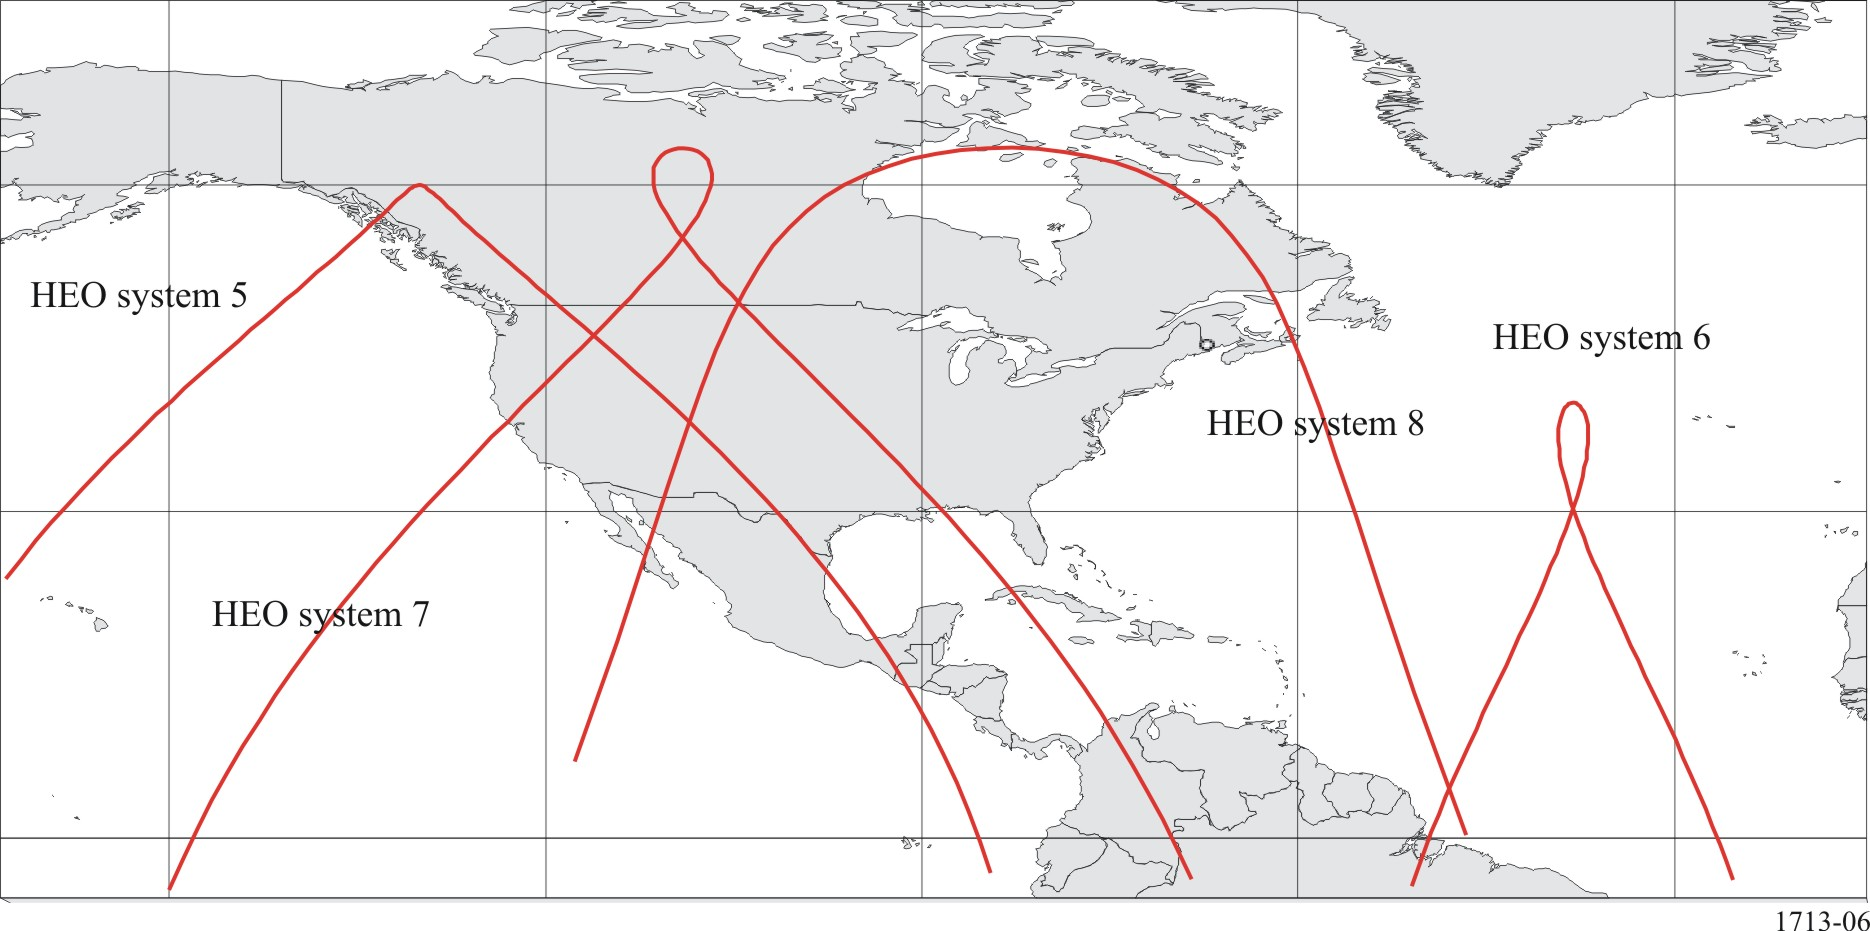 HEO system 5
HEO system 6
HEO system 8
HEO system 7
1713-06